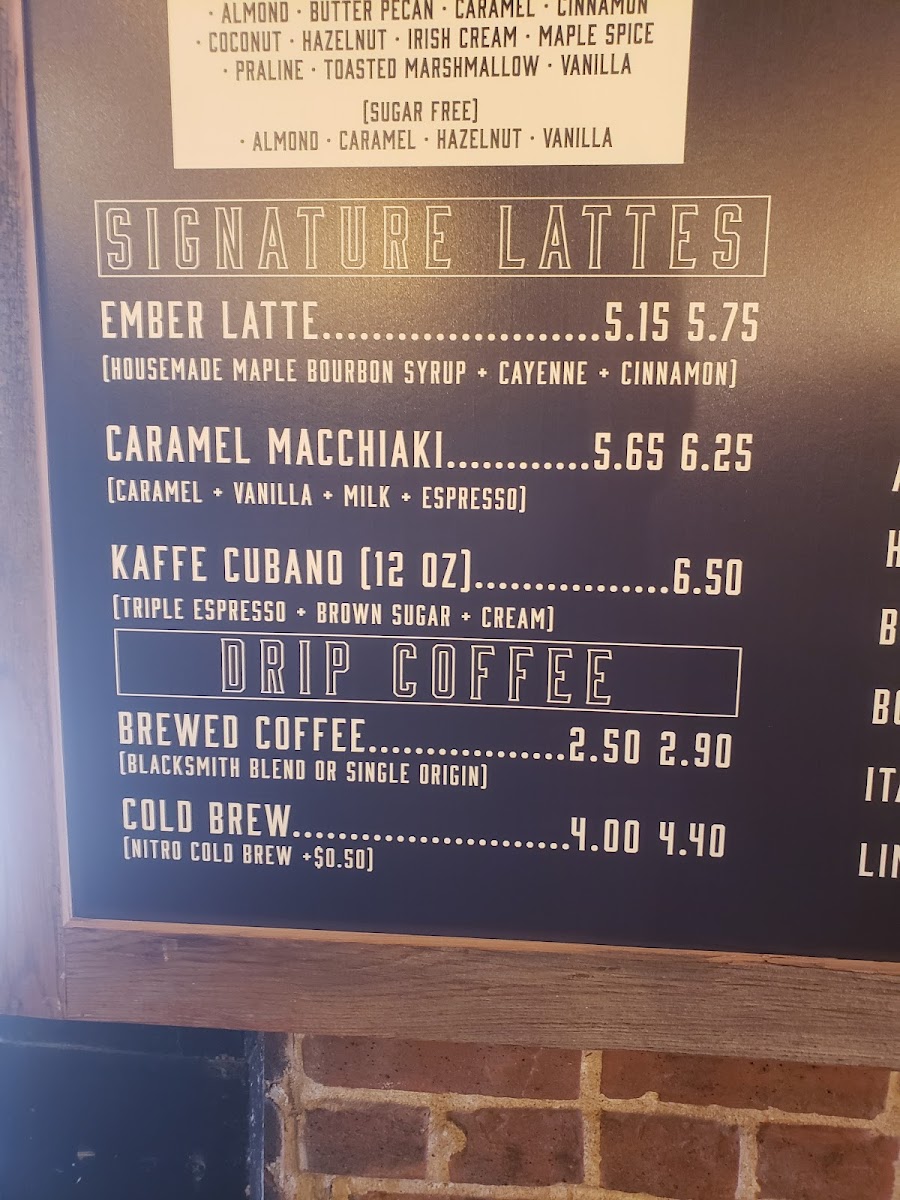 · ALMOND · BUTTER PECAN · CARAMEL · CINNAMON
· COCONUT · HAZELNUT · IRISH CREAM · MAPLE SPICE
· PRALINE · TOASTED MARSHMALLOW · VANILLA
[SUGAR FREE]
· ALMOND · CARAMEL · HAZELNUT · VANILLA
SIGNATURE LATTES
EMBER LATTE......................5.15 5.75
[HOUSEMADE MAPLE BOURBON SYRUP + CAYENNE + CINNAMON]
CARAMEL MACCHIAKI............5.65 6.25
[CARAMEL + VANILLA + MILK + ESPRESSO]
KAFFE CUBANO [12 OZ]................6.50
[TRIPLE ESPRESSO + BROWN SUGAR + CREAM]
DRIP COFFEE
BREWED COFFEE.................2.50 2.90
[BLACKSMITH BLEND OR SINGLE ORIGIN]
COLD BREW........................4.00 4.40
[NITRO COLD BREW +$0.50]